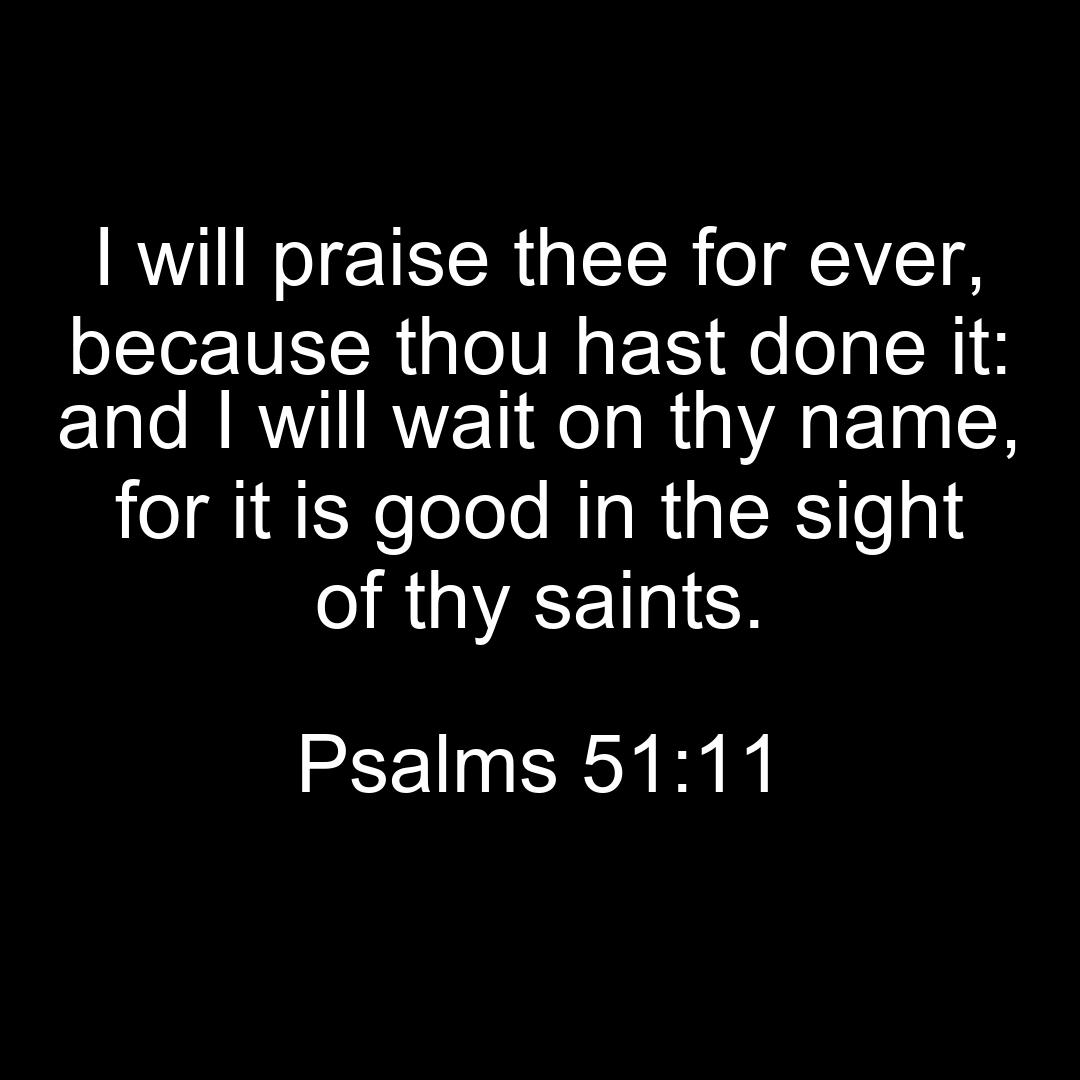 I will praise thee for ever,
because thou hast done it:
and I will wait on thy name,
for it is good in the sight
of thy saints.
Psalms 51:11